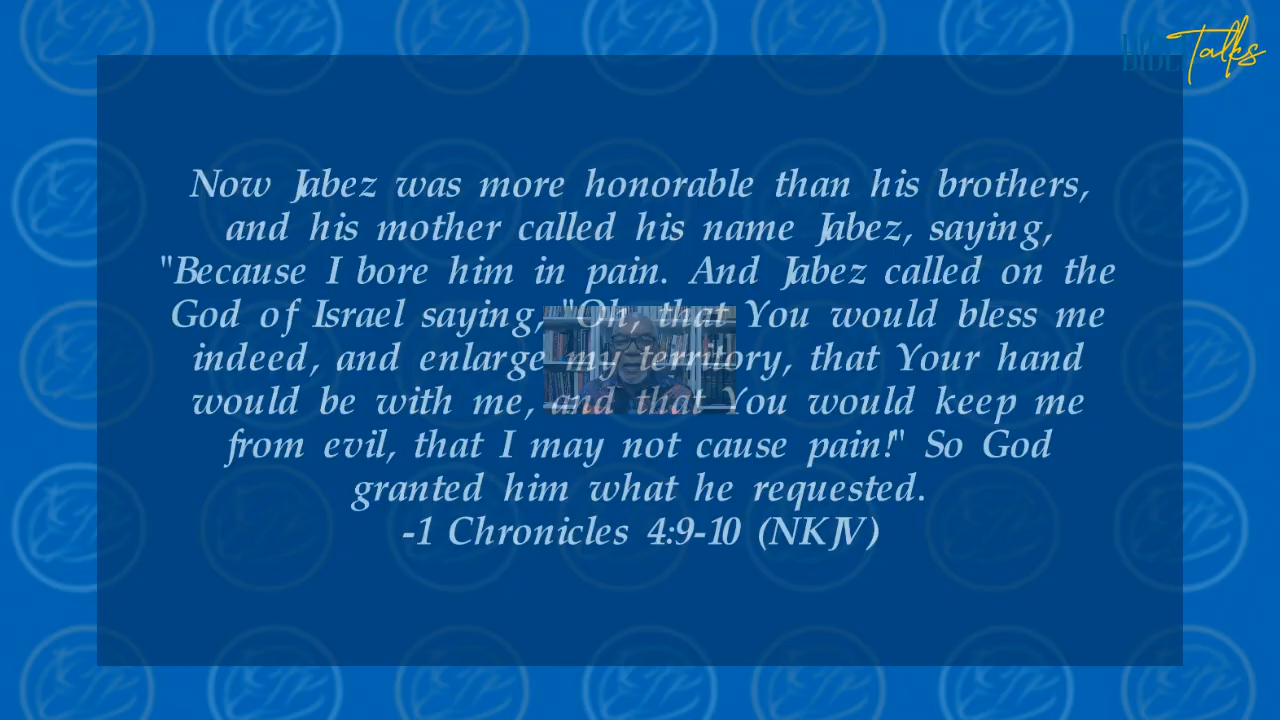 Talks
Now Jabez was more honorable than his brothers,
and his mother called his name Jabez, saying,
"Because I bore him in pain. And Jabez called on the
God of Israel saying, "Oh, that You would bless me
indeed, and enlarge my territory, that Your hand
would be with me, and that You would keep me
from evil, that I may not cause pain!" So God
granted him what he requested.
-1 Chronicles 4:9-10 (NKJV)